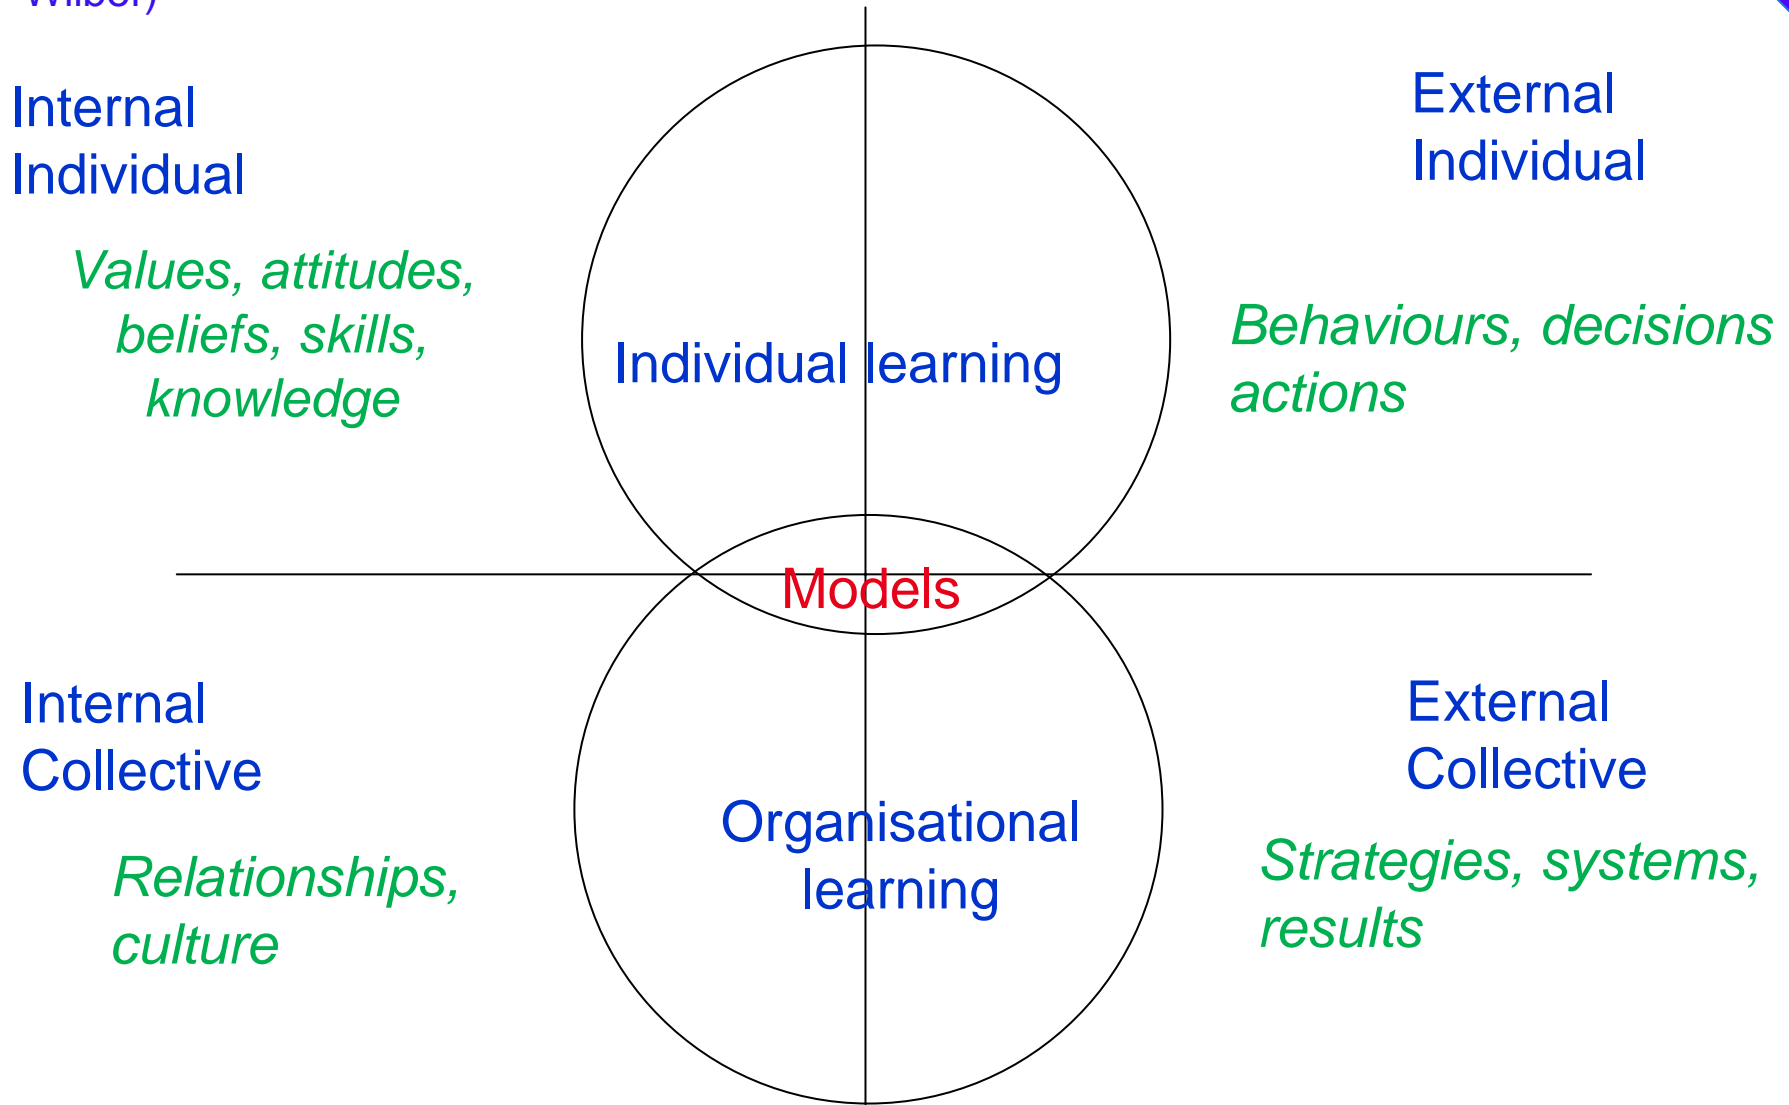 Wilber)
Internal
Individual
External
Individual
Values, attitudes,
beliefs, skills,
knowledge
Individual learning
Behaviours, decisions
actions
Models
Internal
Collective
External
Collective
Organisational
learning
Relationships,
culture
Strategies, systems,
results